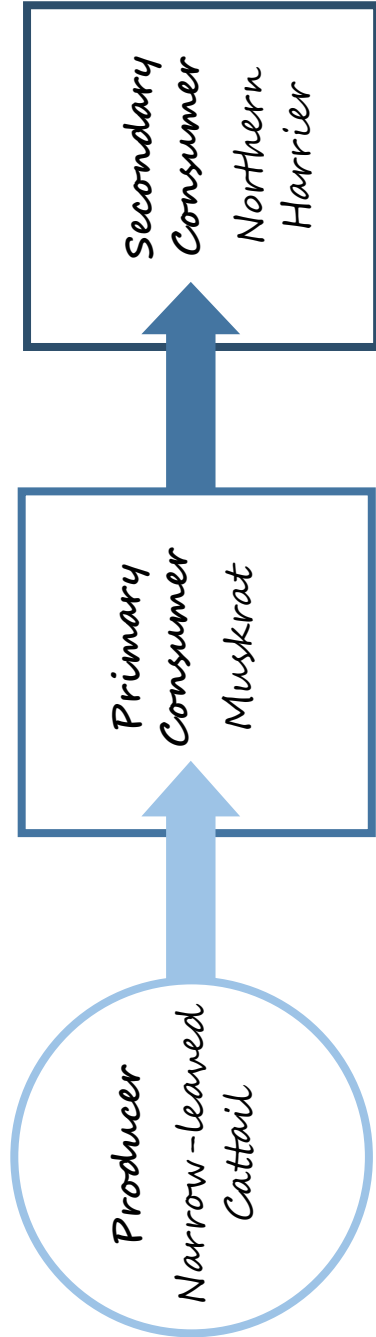 Producer
Narrow-leaved
Cattail
Primary
Consumer
Muskrat
Secondary
Consumer
Northern
Harrier